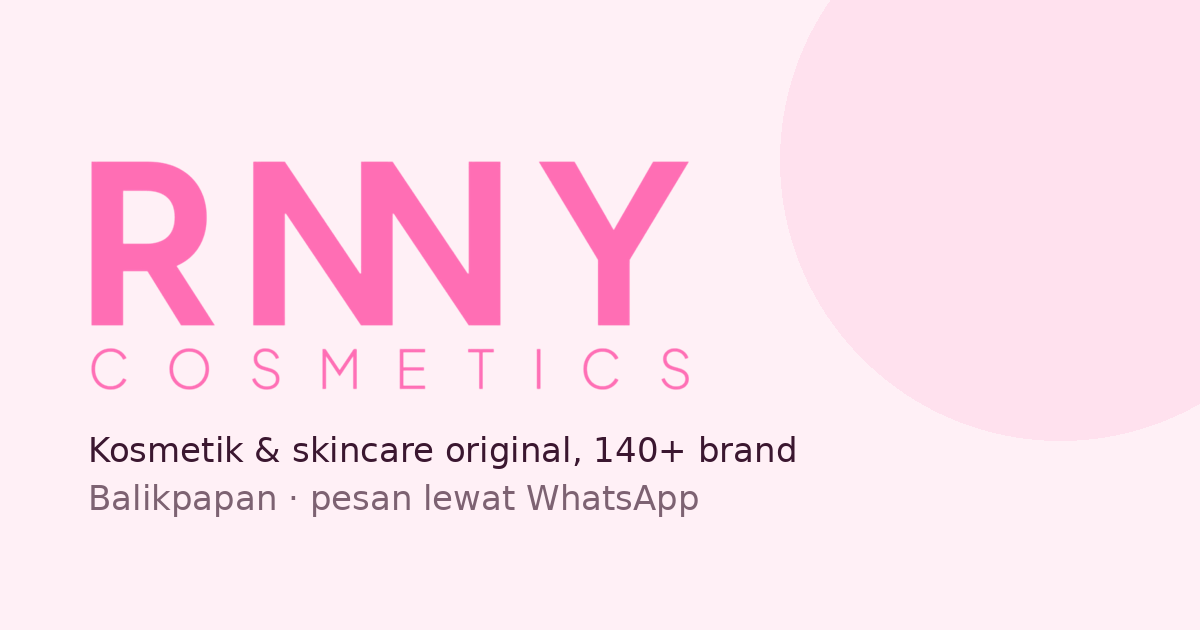 RNNY
COSMETICS
Kosmetik & skincare original, 140+ brand
Balikpapan · pesan lewat WhatsApp